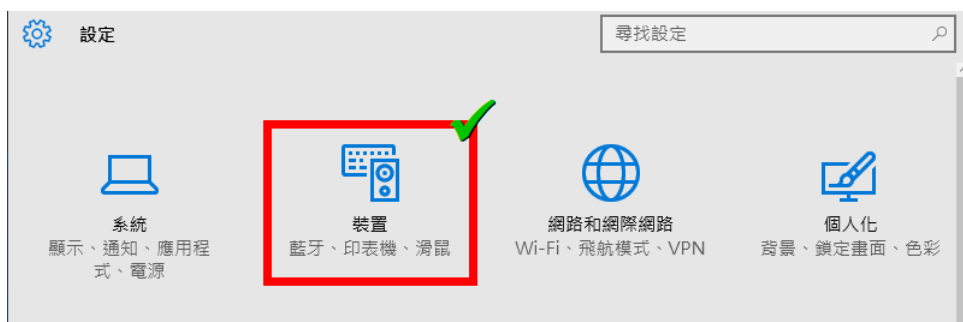 設定
尋找設定
系統
顯示、通知、應用程
式、電源
裝置
藍牙、印表機、滑鼠
網路和網際網路
Wi-Fi、飛航模式、VPN
個人化
背景、鎖定畫面、色彩